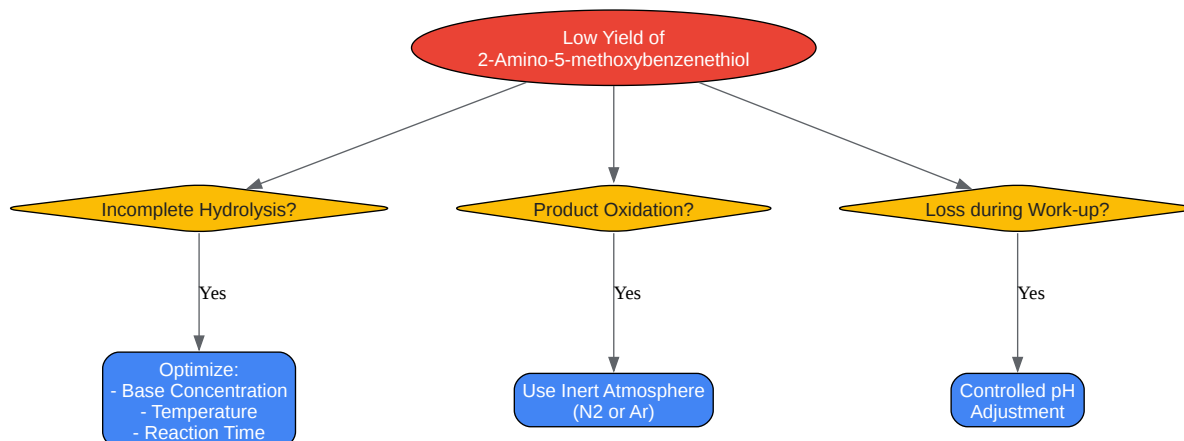 Low Yield of
2-Amino-5-methoxybenzenethiol
Incomplete Hydrolysis?
Product Oxidation?
Loss during Work-up?
Yes
Yes
Yes
Optimize:
- Base Concentration
- Temperature
- Reaction Time
Use Inert Atmosphere
(N2 or Ar)
Controlled pH
Adjustment